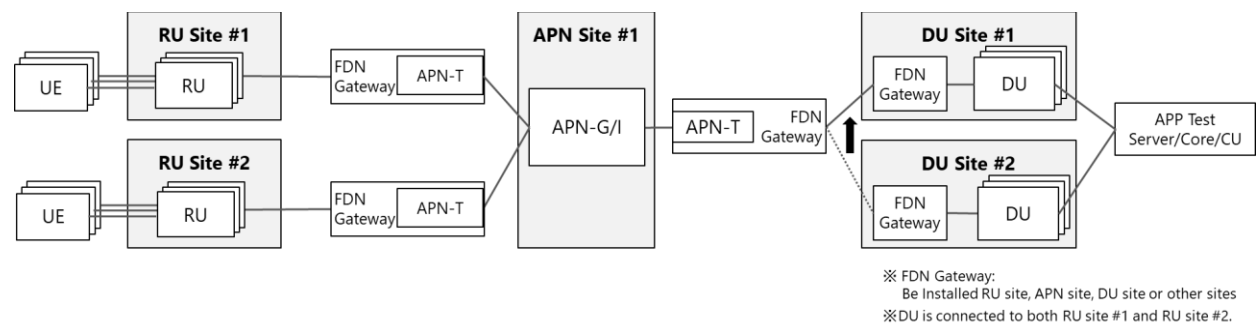 RU Site #1
APN Site #1
DU Site #1
UE
RU
FDN
Gateway
APN-T
APN-G/I
APN-T
FDN
Gateway
FDN
Gateway
DU
APP Test
Server/Core/CU
RU Site #2
DU Site #2
UE
RU
FDN
Gateway
APN-T
FDN
Gateway
DU
※ FDN Gateway:
Be Installed RU site, APN site, DU site or other sites
※DU is connected to both RU site #1 and RU site #2.